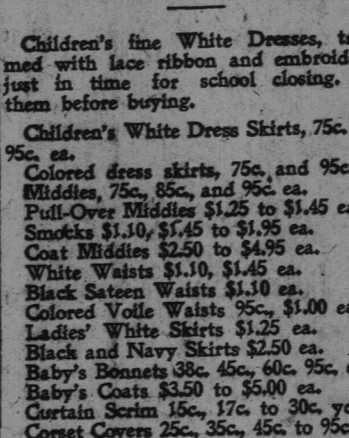 Children's fine White Dresses,
med with lace ribbon and
just in time for school closing.
them before buying.
Children's White Dress Skirts, 75c.
95c. ea.
Colored dress skirts, 75c., and 95c
Middies, 75c., 85c., and 95c. ea.
Pull-Over Middies $1.25 to $1.45
Smocks $1.10, $1.45 to $1.95 ea.
Coat Middies $2.50 to $4.95 ea.
White Waists $1.10, $1.45 ea.
Black Sateen Waists $1.10 ea.
Colored Voile Waists 95c., $1.00
Ladies' White Skirts $1.25 ea.
Black and Navy Skirts $2.50 ea.
Baby's Bonnets 38c. 45c., 60c. 95c.
Baby's Coats $3.50 to $5.00 ea.
Curtain Scrim 15c., 17c. to 30c.
Corset Covers 25c., 35c., 45c. to 95c